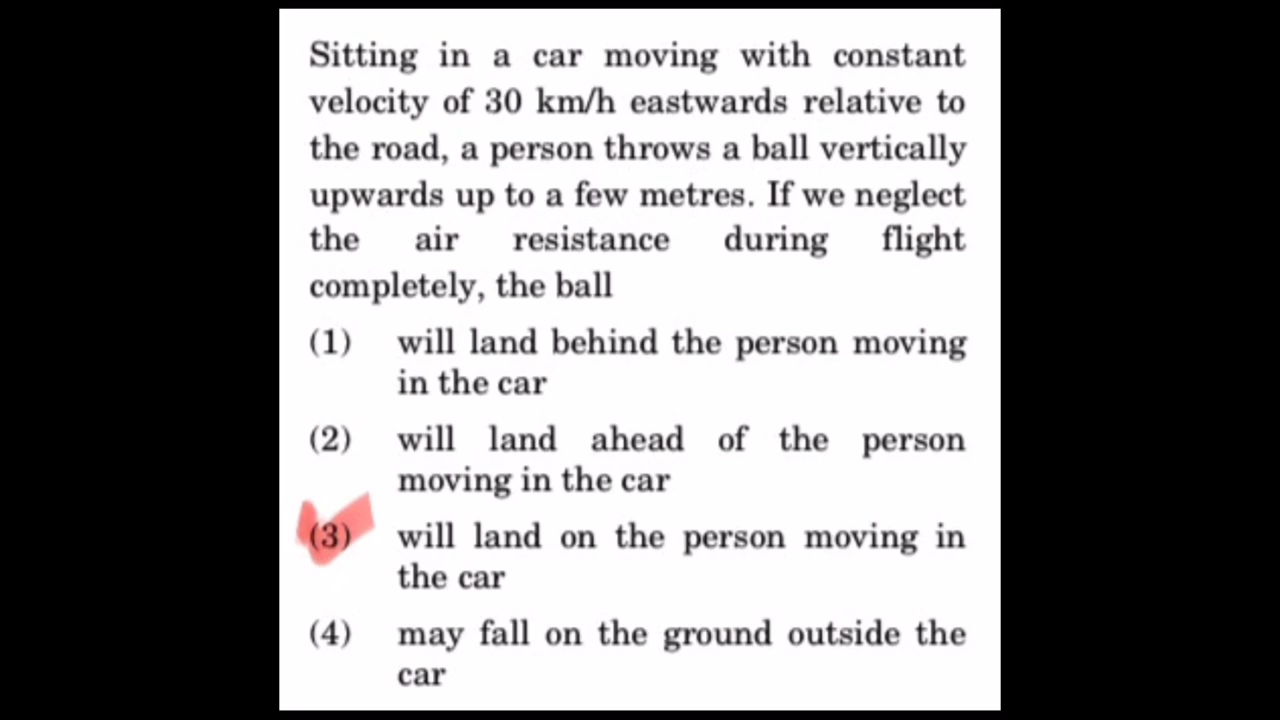 Sitting in a car moving with constant
velocity of 30 km/h eastwards relative to
the road, a person throws a ball vertically
upwards up to a few metres. If we neglect
the air resistance during flight
completely, the ball
(1) will land behind the person moving
in the car
(2) will land ahead of the person
moving in the car
(3) will land on the person moving in
the car
(4) may fall on the ground outside the
car